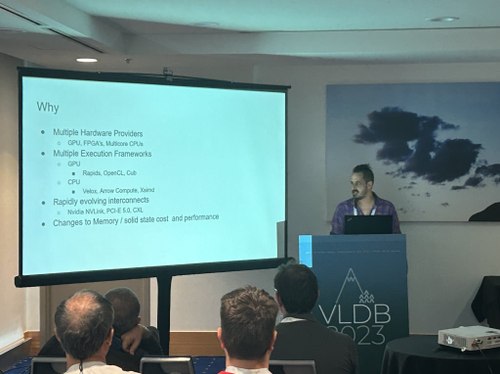 Why
● Multiple Hardware Providers
○ GPU, FPGA's, Multicore CPUs
● Multiple Execution Frameworks
○ GPU
■ Rapids, OpenCL, Cub
○ CPU
■ Velox, Arrow Compute, Xsimd
● Rapidly evolving interconnects
○ Nvidia NVLink, PCI-E 5.0, CXL
● Changes to Memory / solid state cost and performance
VLDB
2023